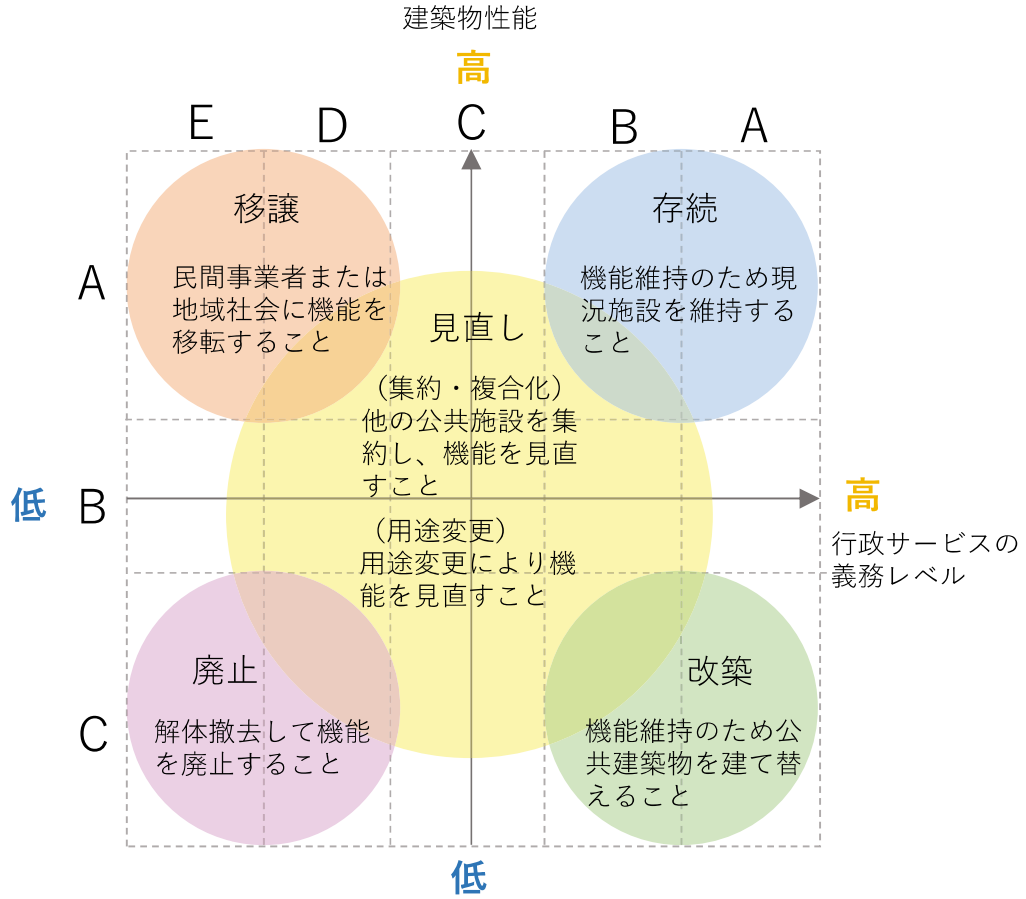 建築物性能
高
E D C B A
移譲
民間事業者または
地域社会に機能を
移転すること
存続
機能維持のため現
況施設を維持する
こと
A
見直し
（集約・複合化）
他の公共施設を集
約し、機能を見直
すこと
低
B
高
行政サービスの
義務レベル
（用途変更）
用途変更により機
能を見直すこと
廃止
解体撤去して機能
を廃止すること
改築
機能維持のため公
共建築物を建て替
えること
C
低